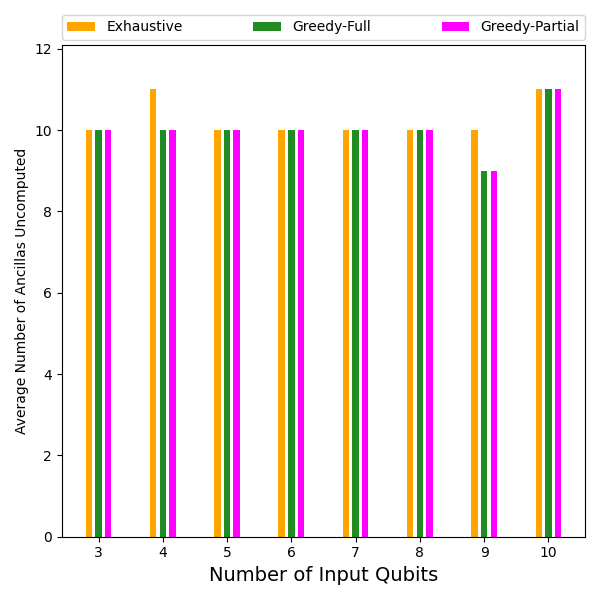 Exhaustive Greedy-Full Greedy-Partial
12
10
8
6
4
2
0
Average Number of Ancillas Uncomputed
3 4 5 6 7 8 9 10
Number of Input Qubits